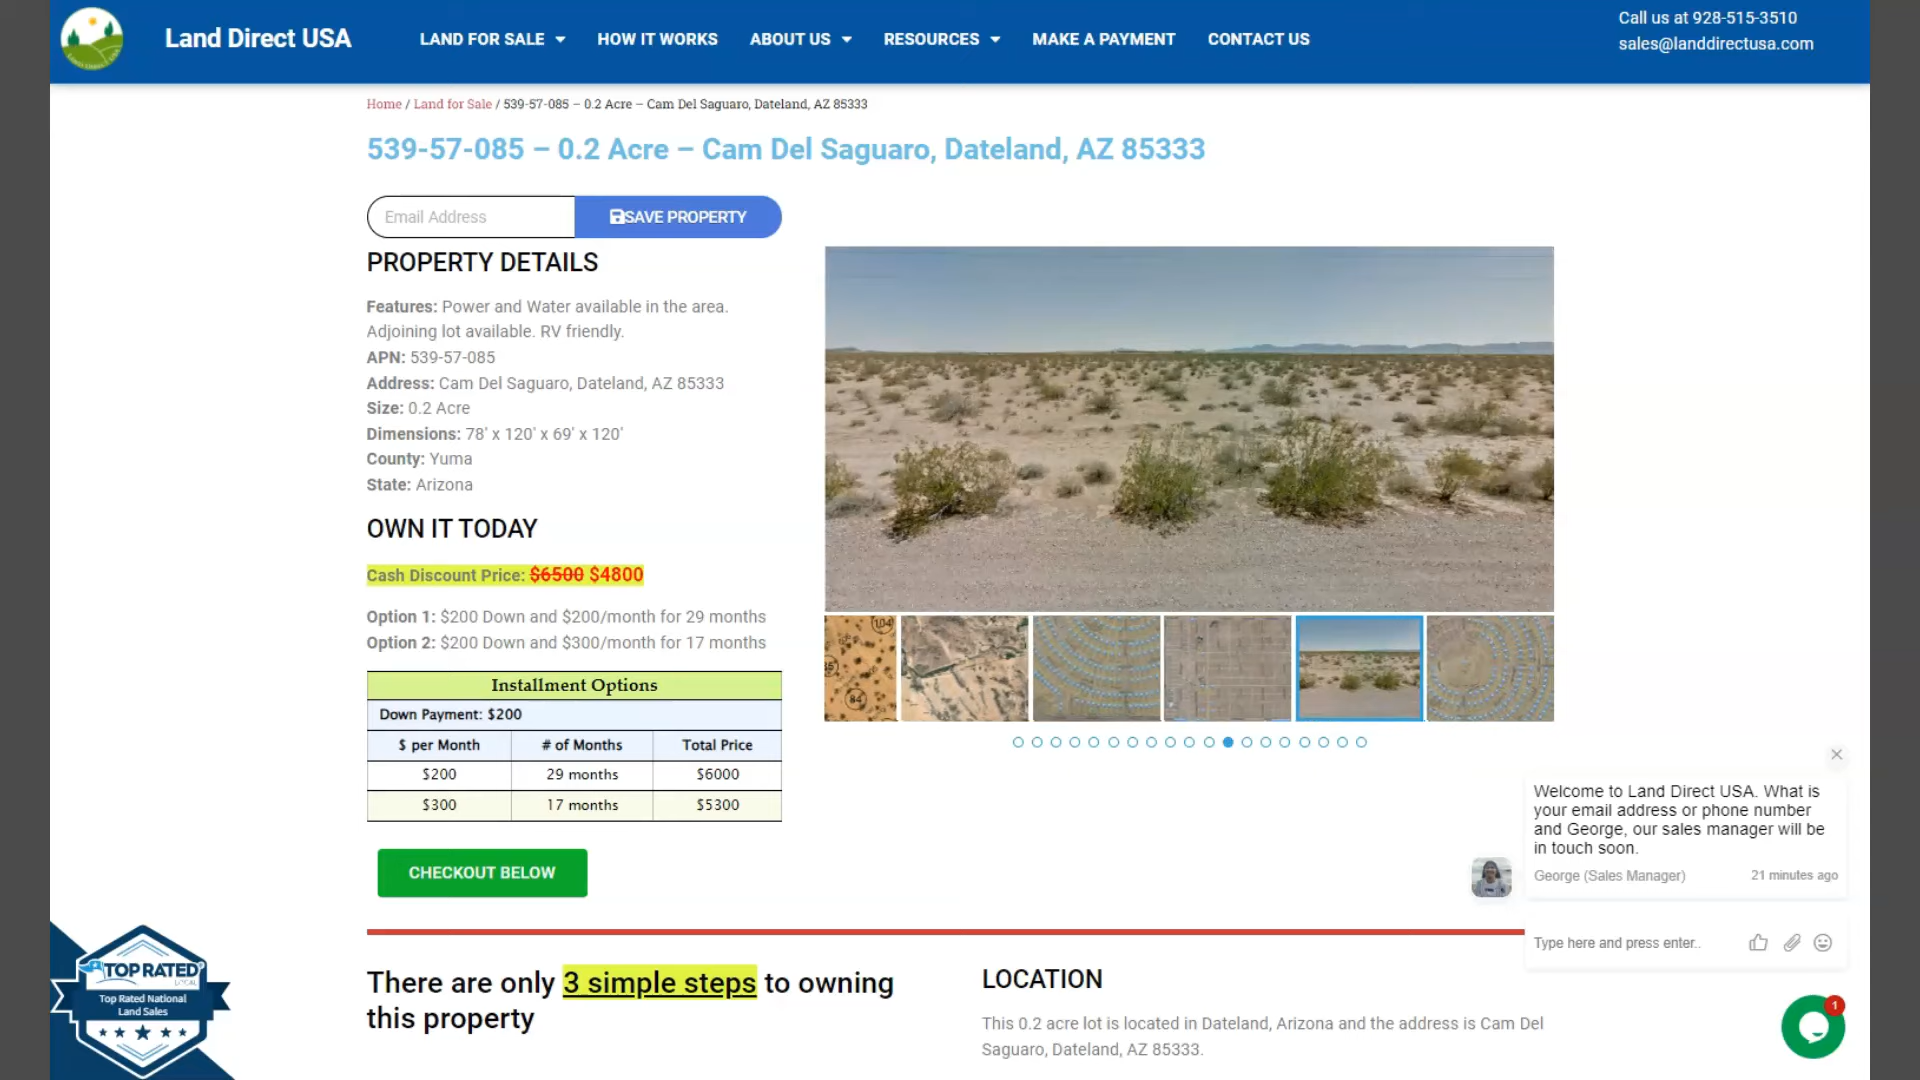 Land Direct USA
LAND FOR SALE
HOW IT WORKS
ABOUT US
RESOURCES
MAKE A PAYMENT
CONTACT US
Call us at 928-515-3510
sales@landdirectusa.com
Home / Land for Sale / 539-57-085 – 0.2 Acre – Cam Del Saguaro, Dateland, AZ 85333
539-57-085 – 0.2 Acre – Cam Del Saguaro, Dateland, AZ 85333
Email Address
SAVE PROPERTY
PROPERTY DETAILS
Features: Power and Water available in the area.
Adjoining lot available. RV friendly.
APN: 539-57-085
Address: Cam Del Saguaro, Dateland, AZ 85333
Size: 0.2 Acre
Dimensions: 78' x 120' x 69' x 120'
County: Yuma
State: Arizona
OWN IT TODAY
Cash Discount Price: $6500 $4800
Option 1: $200 Down and $200/month for 29 months
Option 2: $200 Down and $300/month for 17 months
Installment Options
Down Payment: $200
$ per Month # of Months Total Price
$200 29 months $6000
$300 17 months $5300
CHECKOUT BELOW
104
84
Welcome to Land Direct USA. What is
your email address or phone number
and George, our sales manager will be
in touch soon.
George (Sales Manager) 21 minutes ago
Type here and press enter..
1
TOP RATED
LOCAL
Top Rated National
Land Sales
There are only 3 simple steps to owning
this property
LOCATION
This 0.2 acre lot is located in Dateland, Arizona and the address is Cam Del
Saguaro, Dateland, AZ 85333.